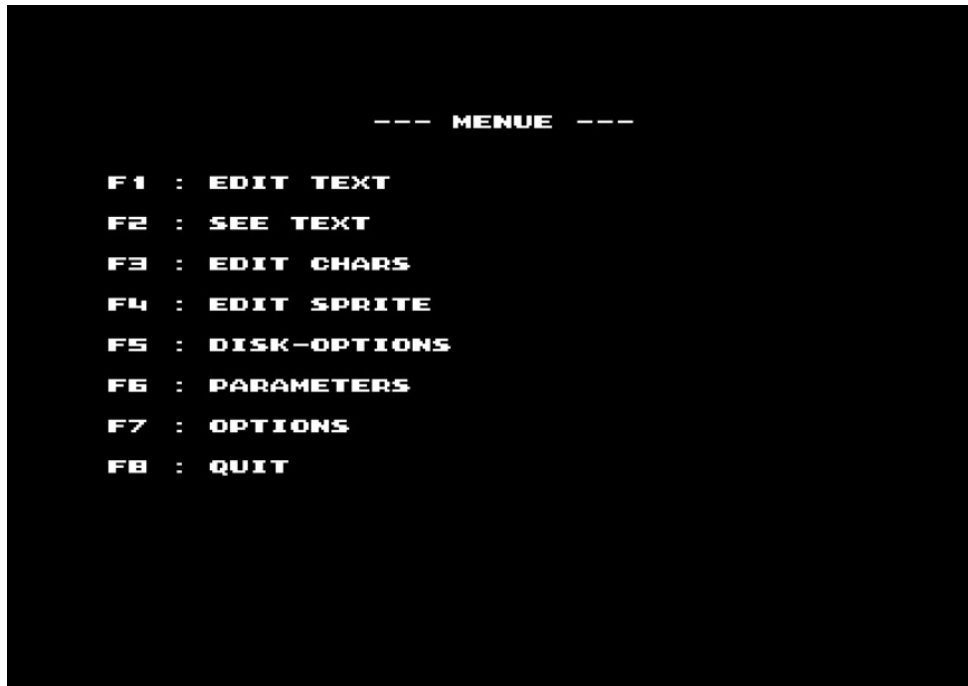 --- MENUE ---
F1 : EDIT TEXT
F2 : SEE TEXT
F3 : EDIT CHARS
F4 : EDIT SPRITE
F5 : DISK-OPTIONS
F6 : PARAMETERS
F7 : OPTIONS
F8 : QUIT